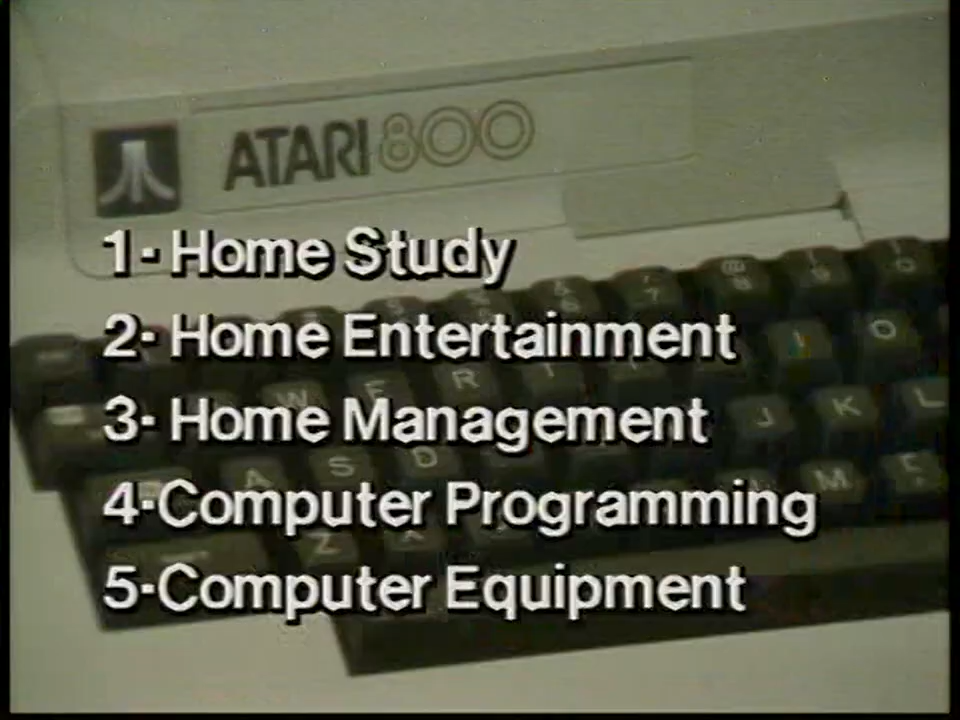 ATARI 800
1- Home Study
2- Home Entertainment
3- Home Management
4-Computer Programming
5-Computer Equipment
I O
W E R
J K L
A S D
M
Z X